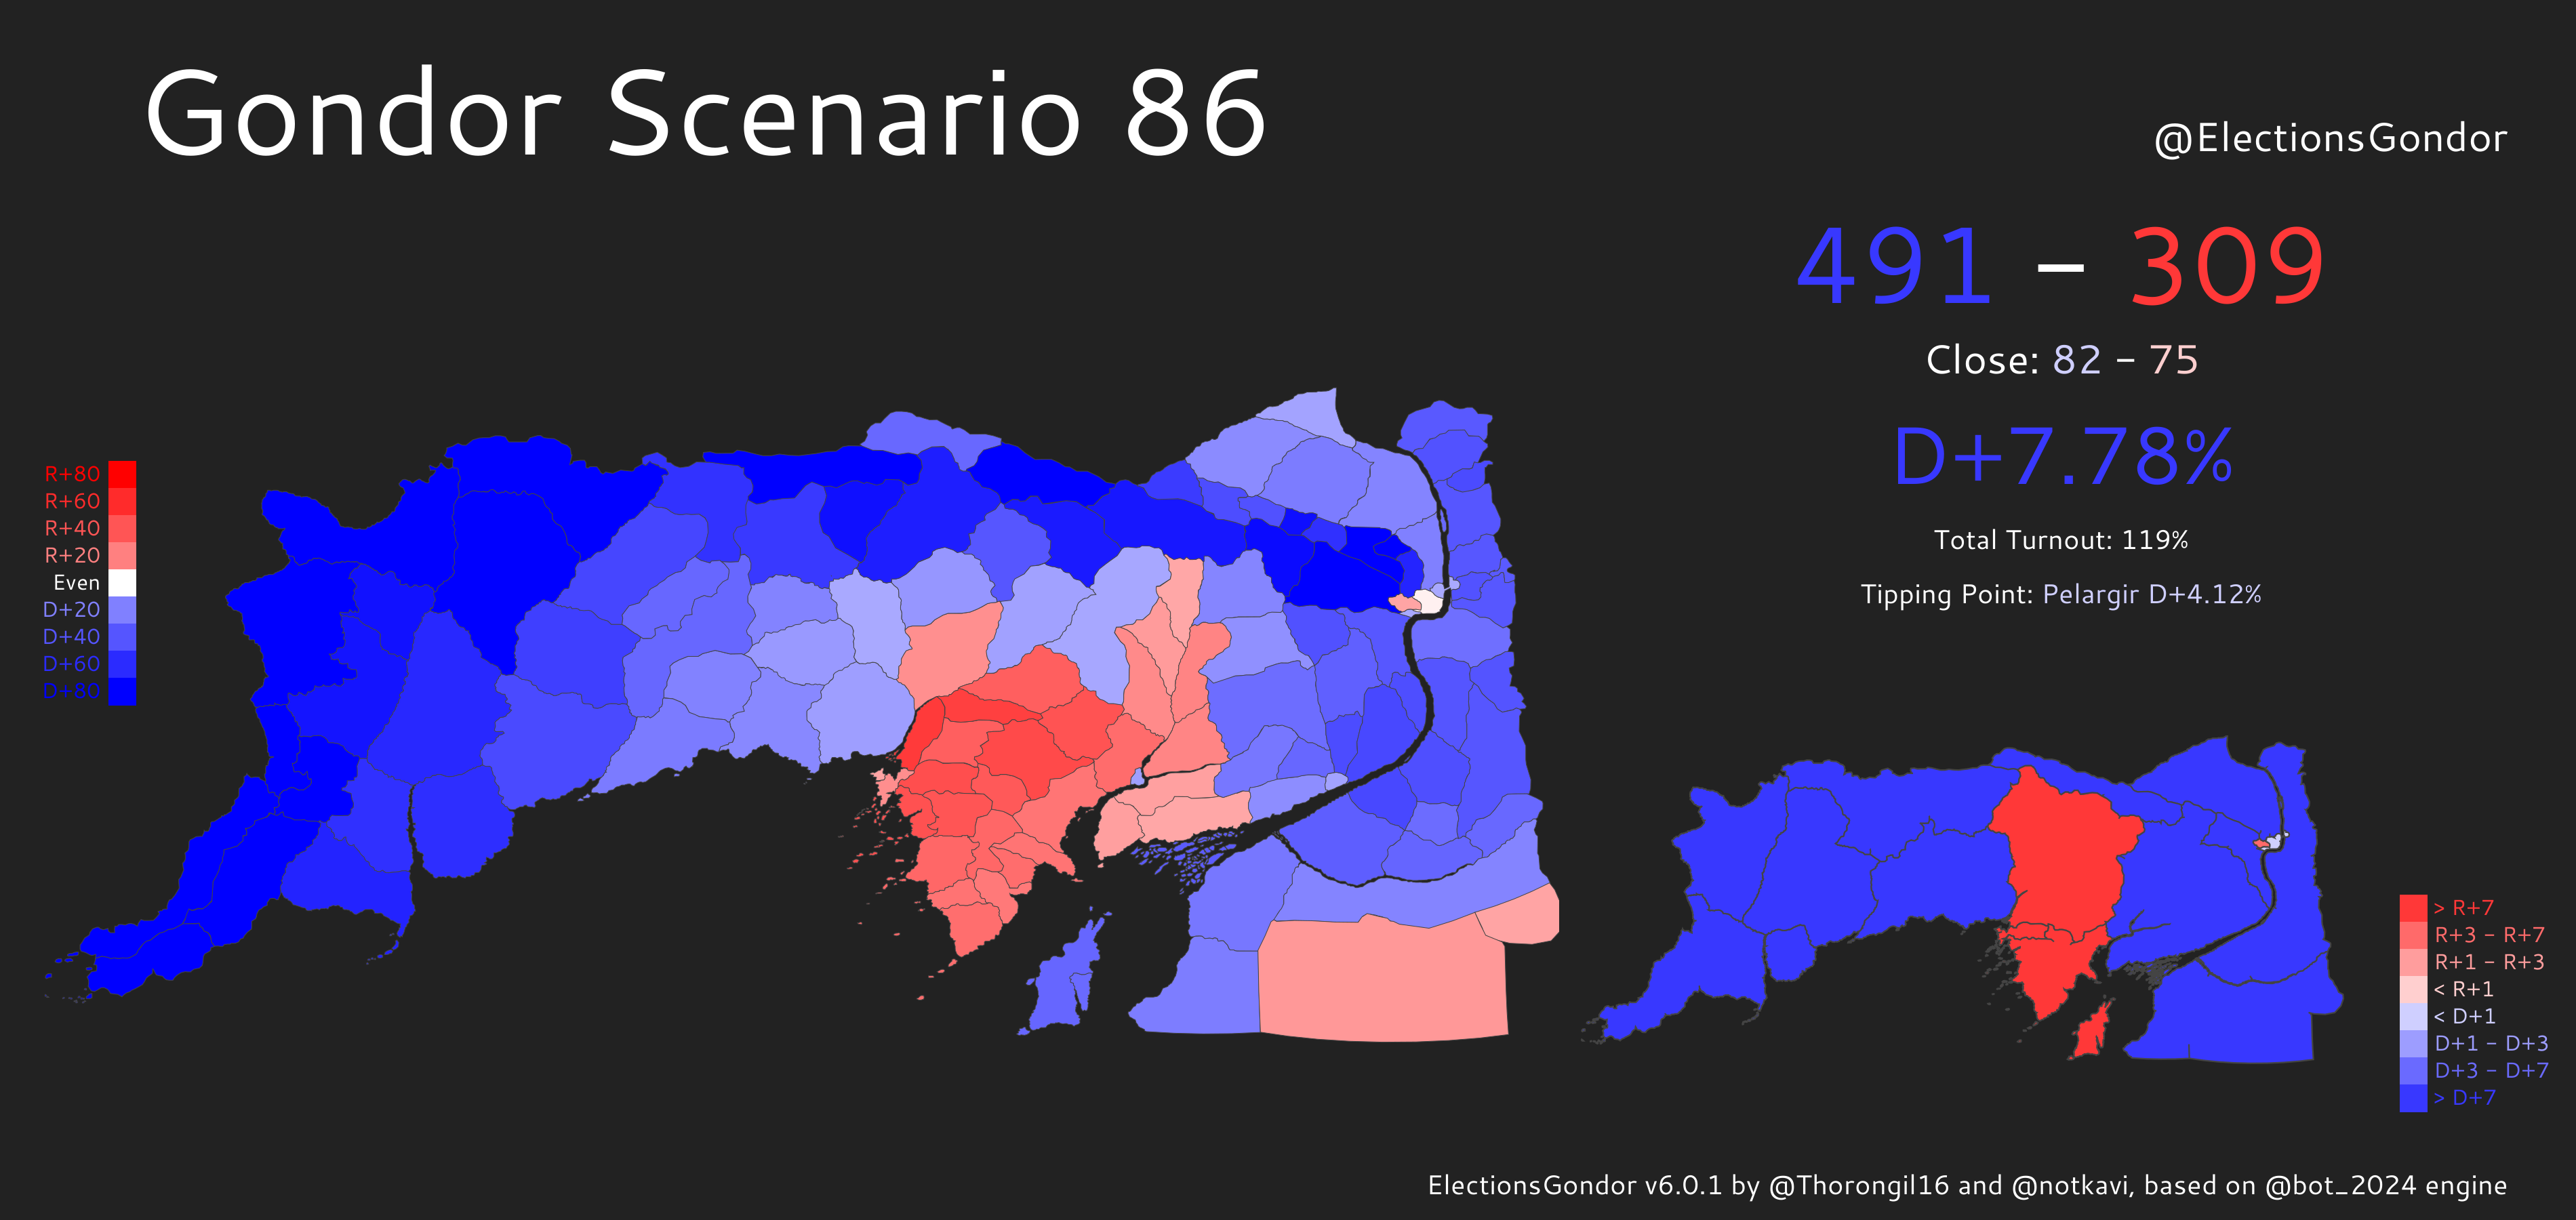 Gondor Scenario 86
@ElectionsGondor
491 – 309
Close: 82 – 75
D+7.78%
Total Turnout: 119%
Tipping Point: Pelargir D+4.12%
R+80
R+60
R+40
R+20
Even
D+20
D+40
D+60
D+80
> R+7
R+3 – R+7
R+1 – R+3
< R+1
< D+1
D+1 – D+3
D+3 – D+7
> D+7
ElectionsGondor v6.0.1 by @Thorongil16 and @notkavi, based on @bot_2024 engine